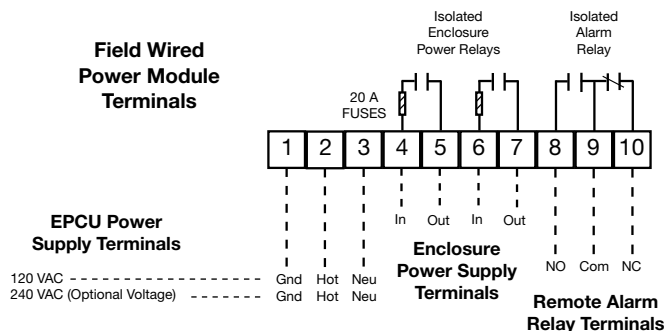 Isolated
Enclosure
Power Relays
Isolated
Alarm
Relay
Field Wired
Power Module
Terminals
20 A
FUSES
1 2 3 4 5 6 7 8 9 10
In Out In Out
EPCU Power
Supply Terminals
Enclosure
Power Supply
Terminals
NO Com NC
120 VAC Gnd Hot Neu
240 VAC (Optional Voltage) Gnd Hot Neu
Remote Alarm
Relay Terminals